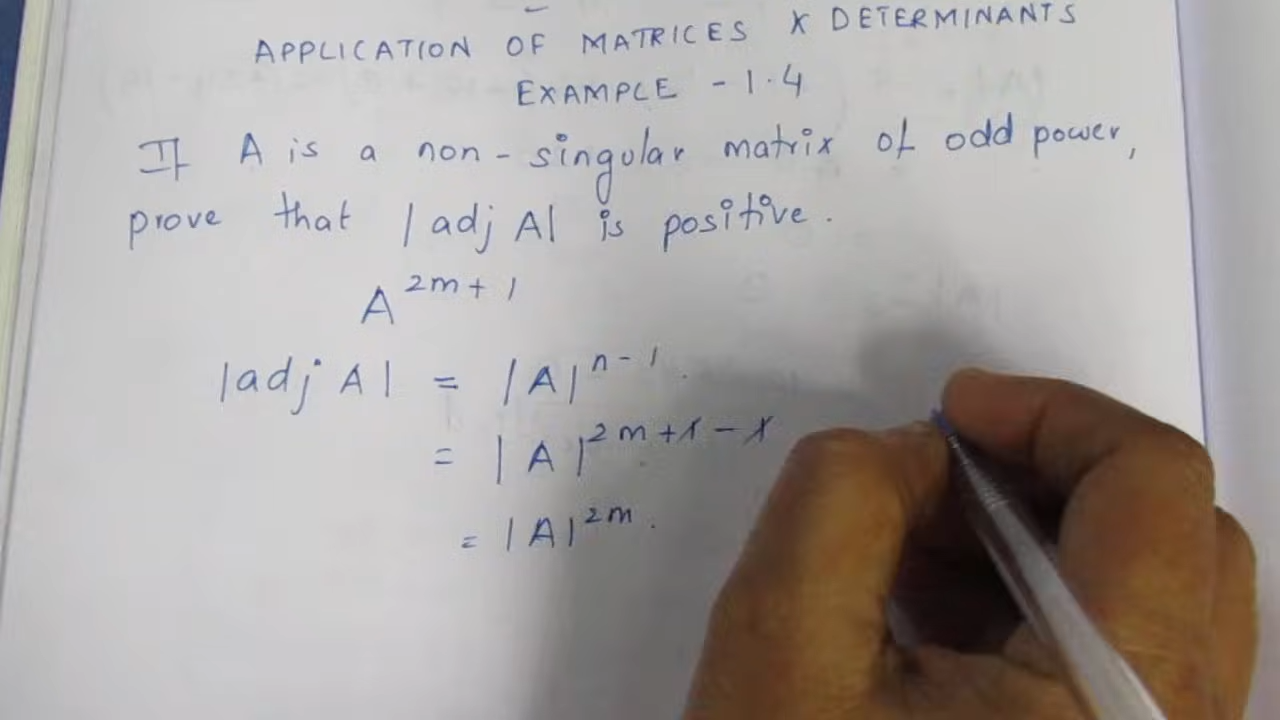 APPLICATION OF MATRICES & DETERMINANTS
EXAMPLE - 1.4
If A is a non-singular matrix of odd power,
prove that |adj A| is positive.
A^{2m+1}
|adj A| = |A|^{n-1}.
= |A|^{2m+1-1}
= |A|^{2m}.